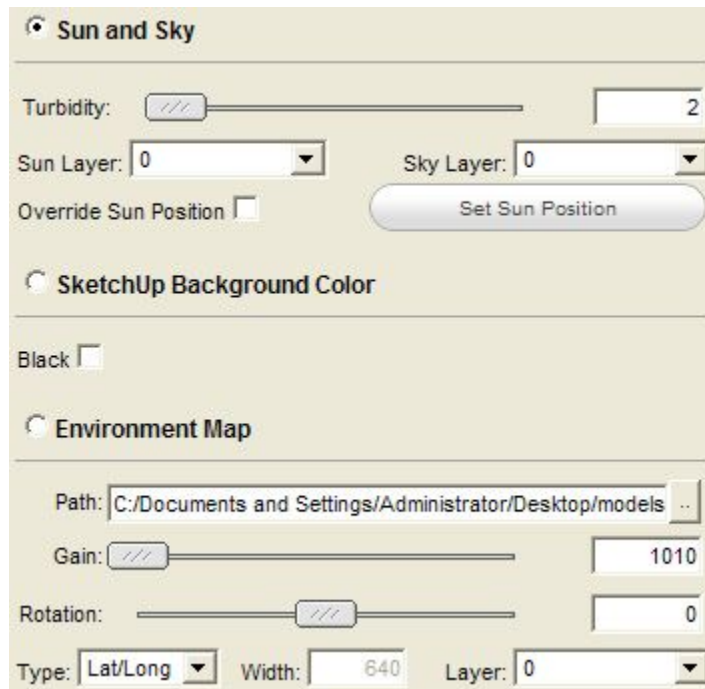 Sun and Sky
Turbidity: 2
Sun Layer: 0 Sky Layer: 0
Override Sun Position Set Sun Position
SketchUp Background Color
Black
Environment Map
Path: C:/Documents and Settings/Administrator/Desktop/models ..
Gain: 1010
Rotation: 0
Type: Lat/Long Width: 640 Layer: 0